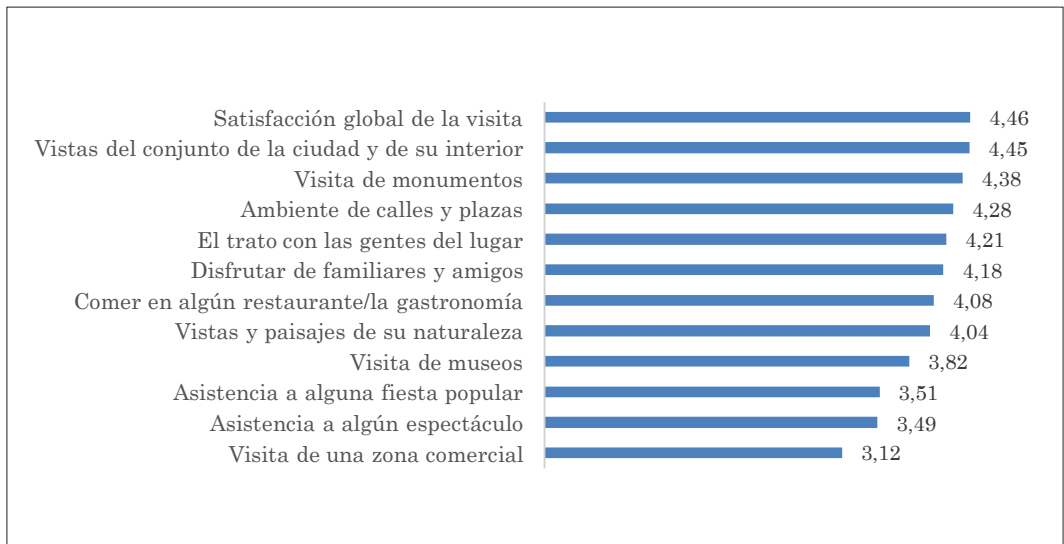 Satisfacción global de la visita 4,46
Vistas del conjunto de la ciudad y de su interior 4,45
Visita de monumentos 4,38
Ambiente de calles y plazas 4,28
El trato con las gentes del lugar 4,21
Disfrutar de familiares y amigos 4,18
Comer en algún restaurante/la gastronomía 4,08
Vistas y paisajes de su naturaleza 4,04
Visita de museos 3,82
Asistencia a alguna fiesta popular 3,51
Asistencia a algún espectáculo 3,49
Visita de una zona comercial 3,12